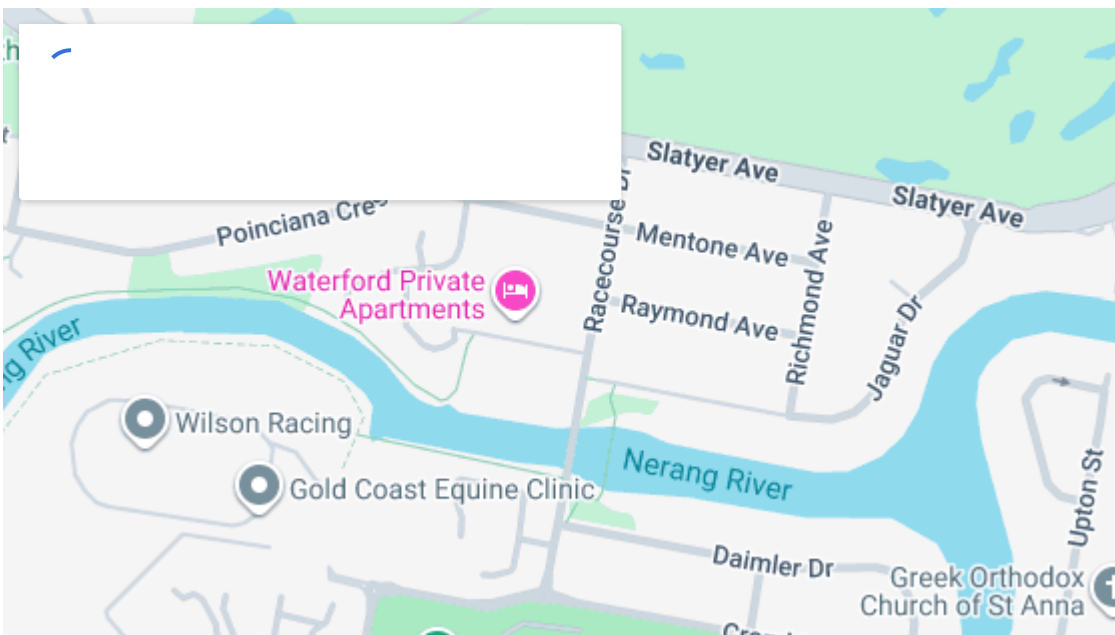 Slatyer Ave
Slatyer Ave
Poinciana Cres
Racecourse Dr
Mentone Ave
Richmond Ave
Waterford Private
Apartments
Raymond Ave
Jaguar Dr
River
Wilson Racing
Nerang River
Gold Coast Equine Clinic
Upton St
Daimler Dr
Greek Orthodox
Church of St Anna